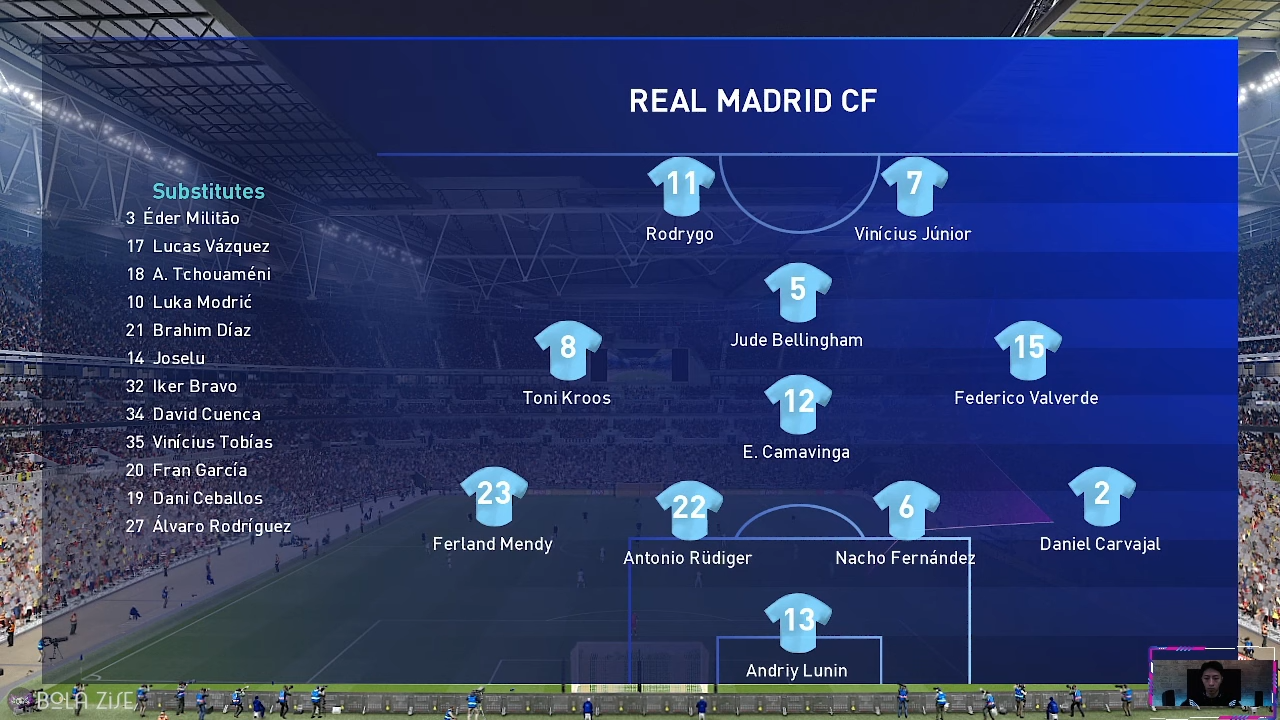 REAL MADRID CF
Substitutes
3 Éder Militão
17 Lucas Vázquez
18 A. Tchouaméni
10 Luka Modrić
21 Brahim Díaz
14 Joselu
32 Iker Bravo
34 David Cuenca
35 Vinícius Tobías
20 Fran García
19 Dani Ceballos
27 Álvaro Rodríguez
11
Rodrygo
7
Vinícius Júnior
5
Jude Bellingham
8
Toni Kroos
15
Federico Valverde
12
E. Camavinga
23
Ferland Mendy
22
Antonio Rüdiger
6
Nacho Fernández
2
Daniel Carvajal
13
Andriy Lunin
BOLA ZISE